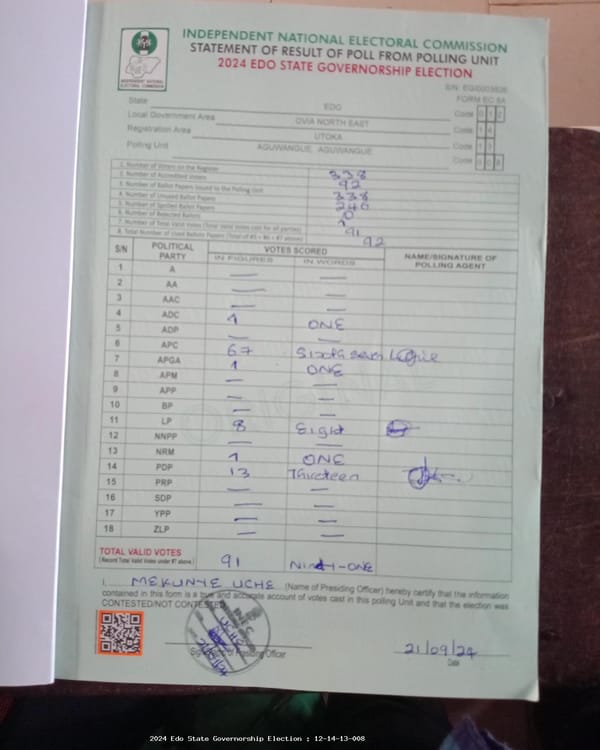 INDEPENDENT NATIONAL ELECTORAL COMMISSION
STATEMENT OF RESULT OF POLL FROM POLLING UNIT
2024 EDO STATE GOVERNORSHIP ELECTION
INDEPENDENT NATIONAL ELECTORAL COMMISSION
FORM EC 8A
State EDO Code
Local Government Area OVIA NORTH EAST Code
Registration Area UTOKA Code
Polling Unit AGUWANGUE, AGUWANGUE Code
1. Number of Voters on the Register 338
2. Number of Accredited Voters 92
3. Number of Ballot Papers Issued to the Polling Unit 338
4. Number of Unused Ballot Papers 246
5. Number of Spoiled Ballot Papers 0
6. Number of Rejected Ballots 1
7. Number of Total Valid Votes (Total Valid Votes cast for all parties) 91
8. Total Number of Used Ballot Papers (Total of #5 + #6 + #7 above) 92
S/N POLITICAL PARTY VOTES SCORED NAME/SIGNATURE OF POLLING AGENT
IN FIGURES IN WORDS
1 A — —
2 AA — —
3 AAC — —
4 ADC 1 ONE
5 ADP — —
6 APC 67 Sixty seven
7 APGA 1 ONE
8 APM — —
9 APP — —
10 BP — —
11 LP 8 Eight
12 NNPP — —
13 NRM 1 ONE
14 PDP 13 Thirteen
15 PRP — —
16 SDP — —
17 YPP — —
18 ZLP — —
TOTAL VALID VOTES 91 Ninty-ONE
(Record Total Valid Votes under #7 above)
I, MEKUNYE UCHE (Name of Presiding Officer) hereby certify that the information
contained in this form is a true and accurate account of votes cast in this polling Unit and that the election was
CONTESTED/NOT CONTESTED
INEC
UCHE
21/09/24
21/09/24
Signature of Presiding Officer Date
2024 Edo State Governorship Election : 12-14-13-008